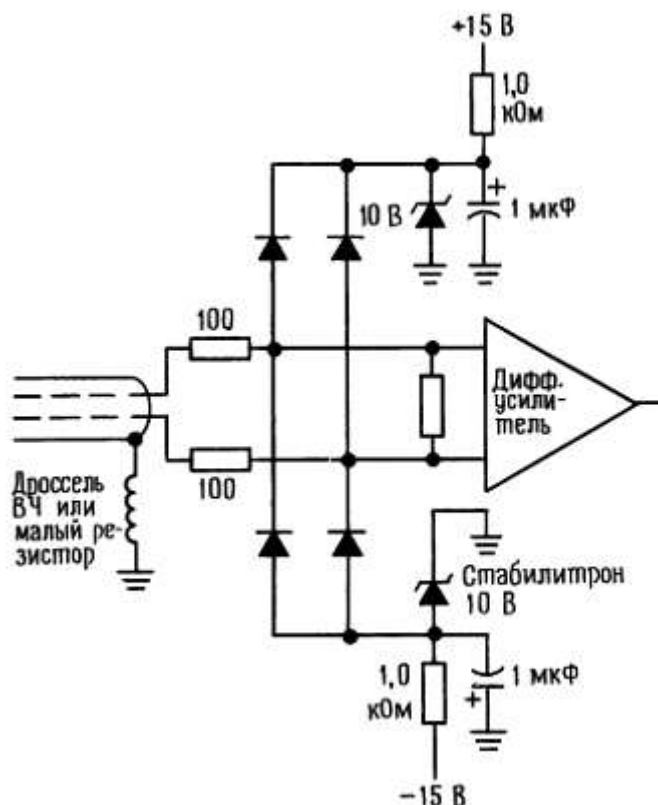 +15 В
1,0
кОм
+
10 В
1 мкФ
100
Дифф.
усили-
тель
100
Дроссель
ВЧ или
малый ре-
зистор
Стабилитрон
10 В
1,0
кОм
+
1 мкФ
−15 В